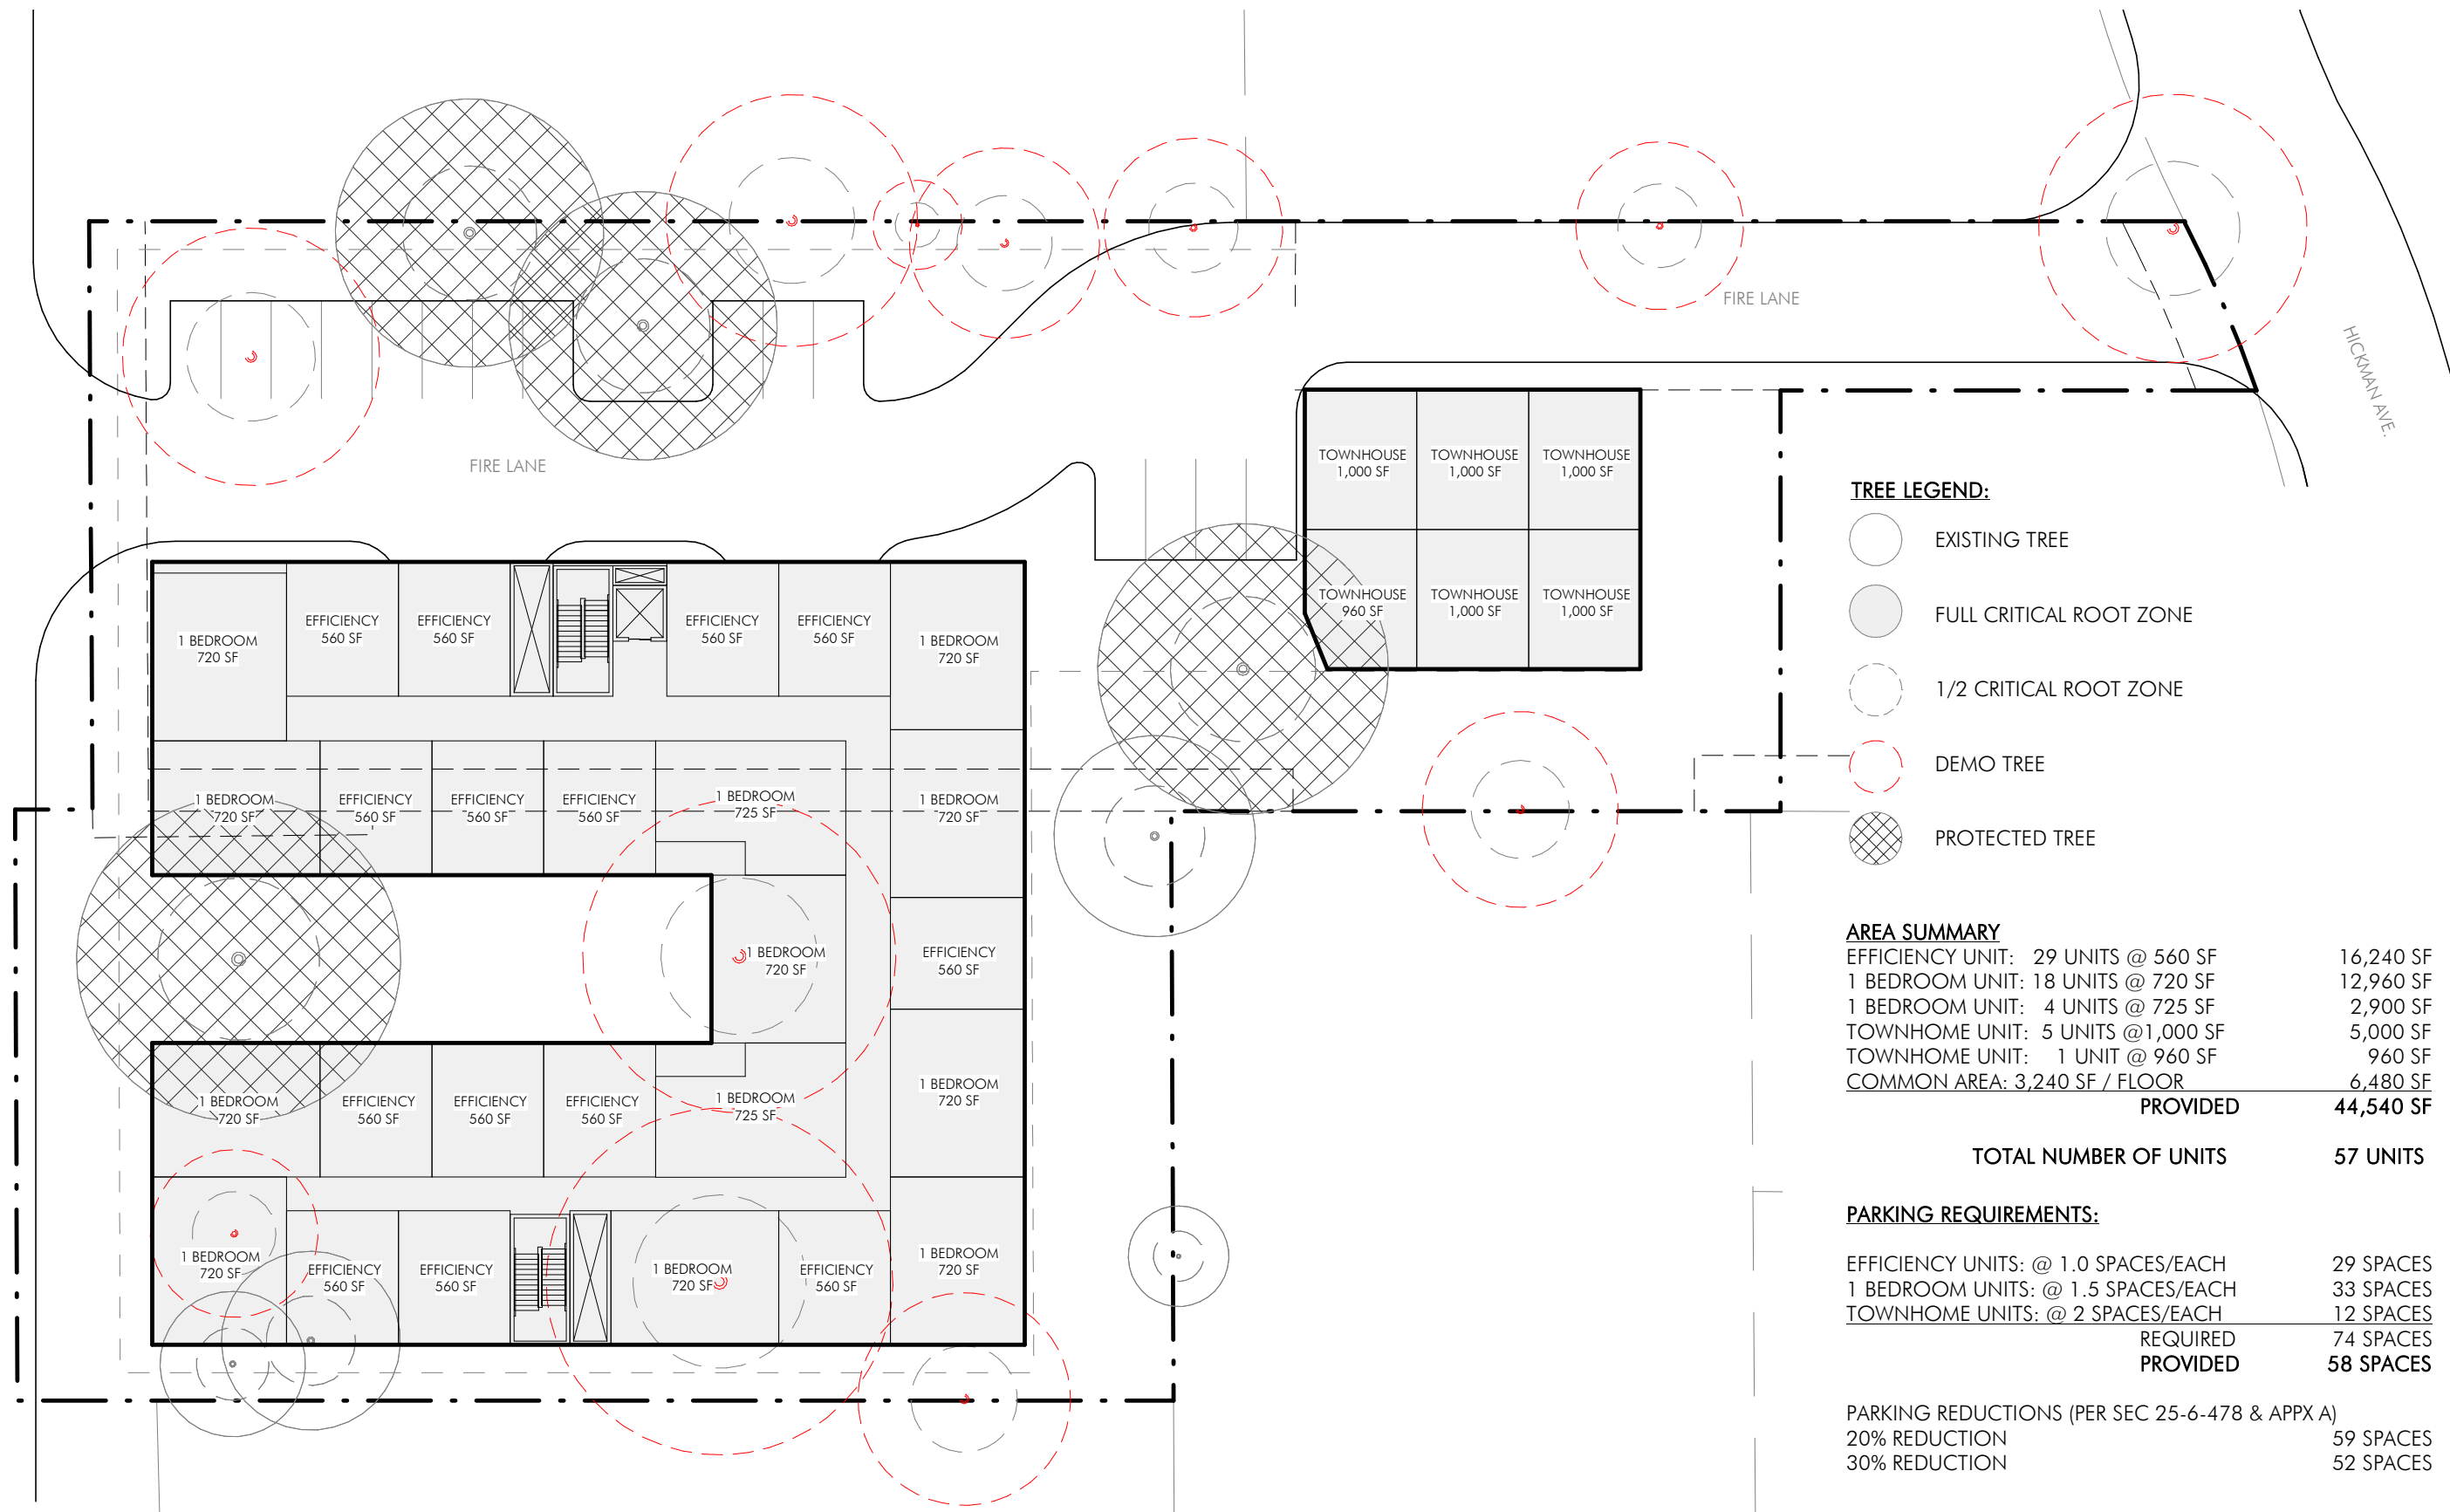 FIRE LANE
HICKMAN AVE.
FIRE LANE
TOWNHOUSE
1,000 SF
TOWNHOUSE
1,000 SF
TOWNHOUSE
1,000 SF
TOWNHOUSE
960 SF
TOWNHOUSE
1,000 SF
TOWNHOUSE
1,000 SF
1 BEDROOM
720 SF
EFFICIENCY
560 SF
EFFICIENCY
560 SF
EFFICIENCY
560 SF
EFFICIENCY
560 SF
1 BEDROOM
720 SF
1 BEDROOM
720 SF
EFFICIENCY
560 SF
EFFICIENCY
560 SF
EFFICIENCY
560 SF
1 BEDROOM
725 SF
1 BEDROOM
720 SF
1 BEDROOM
720 SF
EFFICIENCY
560 SF
1 BEDROOM
720 SF
EFFICIENCY
560 SF
EFFICIENCY
560 SF
EFFICIENCY
560 SF
1 BEDROOM
725 SF
1 BEDROOM
720 SF
1 BEDROOM
720 SF
EFFICIENCY
560 SF
EFFICIENCY
560 SF
1 BEDROOM
720 SF
EFFICIENCY
560 SF
1 BEDROOM
720 SF
TREE LEGEND:
EXISTING TREE
FULL CRITICAL ROOT ZONE
1/2 CRITICAL ROOT ZONE
DEMO TREE
PROTECTED TREE
AREA SUMMARY
EFFICIENCY UNIT: 29 UNITS @ 560 SF 16,240 SF
1 BEDROOM UNIT: 18 UNITS @ 720 SF 12,960 SF
1 BEDROOM UNIT: 4 UNITS @ 725 SF 2,900 SF
TOWNHOME UNIT: 5 UNITS @1,000 SF 5,000 SF
TOWNHOME UNIT: 1 UNIT @ 960 SF 960 SF
COMMON AREA: 3,240 SF / FLOOR 6,480 SF
PROVIDED 44,540 SF
TOTAL NUMBER OF UNITS 57 UNITS
PARKING REQUIREMENTS:
EFFICIENCY UNITS: @ 1.0 SPACES/EACH 29 SPACES
1 BEDROOM UNITS: @ 1.5 SPACES/EACH 33 SPACES
TOWNHOME UNITS: @ 2 SPACES/EACH 12 SPACES
REQUIRED 74 SPACES
PROVIDED 58 SPACES
PARKING REDUCTIONS (PER SEC 25-6-478 & APPX A)
20% REDUCTION 59 SPACES
30% REDUCTION 52 SPACES